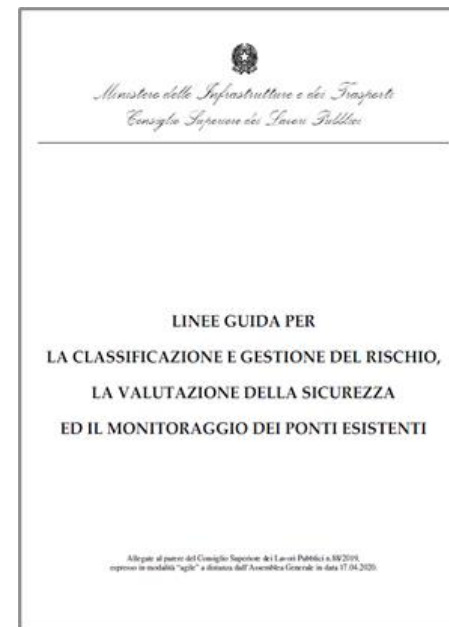 Ministero delle Infrastrutture e dei Trasporti
Consiglio Superiore dei Lavori Pubblici
LINEE GUIDA PER
LA CLASSIFICAZIONE E GESTIONE DEL RISCHIO,
LA VALUTAZIONE DELLA SICUREZZA
ED IL MONITORAGGIO DEI PONTI ESISTENTI
Allegate al parere del Consiglio Superiore dei Lavori Pubblici n.88/2019,
espresso in modalità "agile" a distanza dall'Assemblea Generale in data 17.04.2020.